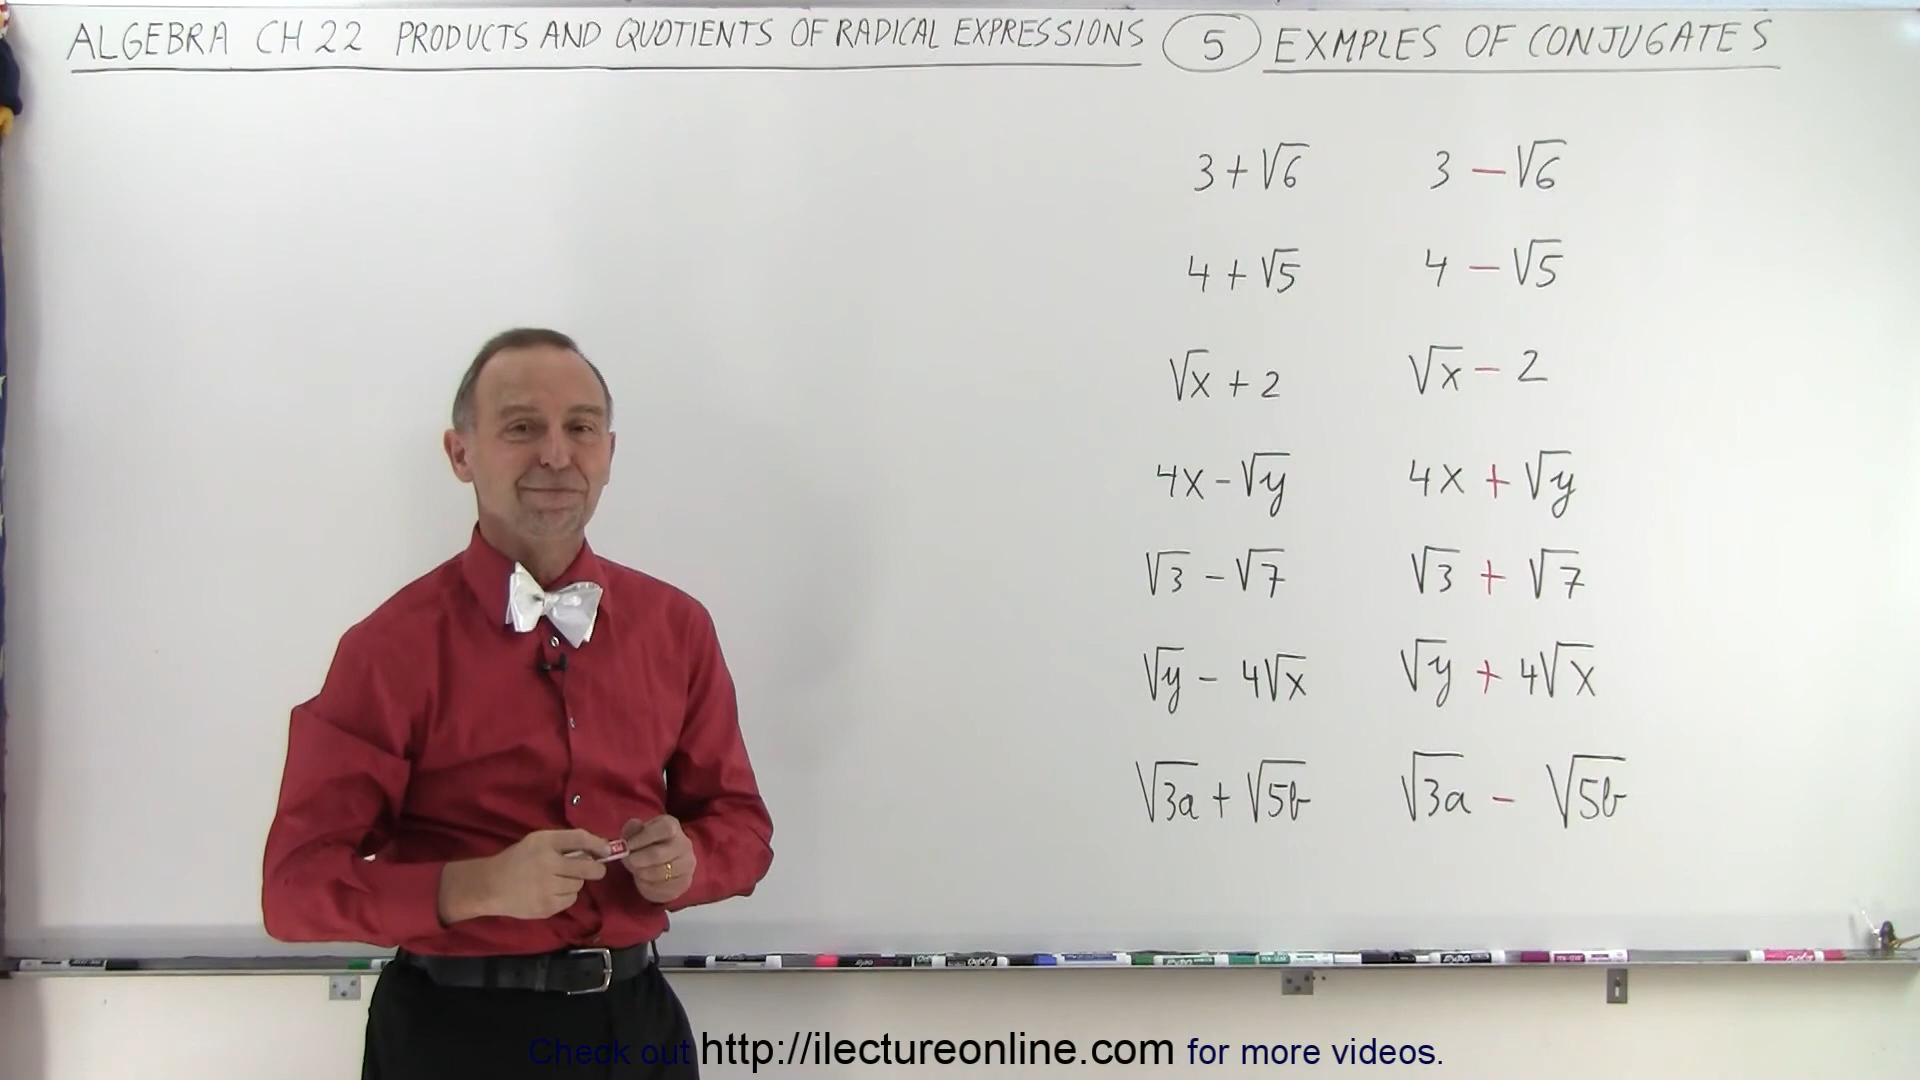 ALGEBRA CH 22 PRODUCTS AND QUOTIENTS OF RADICAL EXPRESSIONS 5 EXMPLES OF CONJUGATES
3 + √6 3 − √6
4 + √5 4 − √5
√x + 2 √x − 2
4x − √y 4x + √y
√3 − √7 √3 + √7
√y − 4√x √y + 4√x
√3a + √5b √3a − √5b
Check out http://ilectureonline.com for more videos.